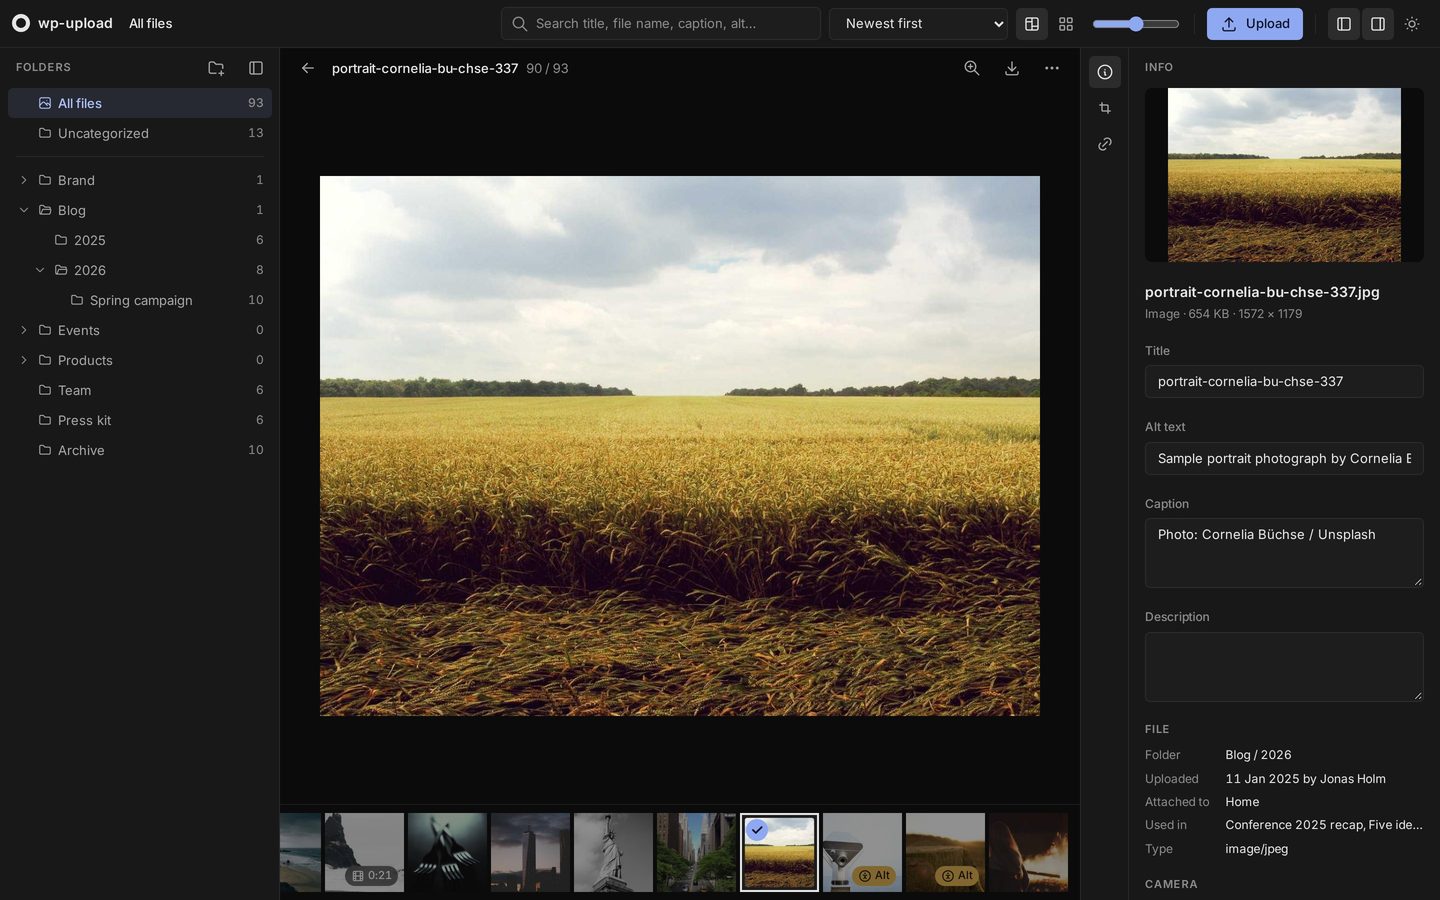 wp-upload
All files
Search title, file name, caption, alt...
Newest first
Upload
FOLDERS
All files 93
Uncategorized 13
Brand 1
Blog 1
2025 6
2026 8
Spring campaign 10
Events 0
Products 0
Team 6
Press kit 6
Archive 10
portrait-cornelia-bu-chse-337 90 / 93
0:21
Alt
Alt
INFO
portrait-cornelia-bu-chse-337.jpg
Image · 654 KB · 1572 × 1179
Title
portrait-cornelia-bu-chse-337
Alt text
Sample portrait photograph by Cornelia
Caption
Photo: Cornelia Büchse / Unsplash
Description
FILE
Folder Blog / 2026
Uploaded 11 Jan 2025 by Jonas Holm
Attached to Home
Used in Conference 2025 recap, Five ide...
Type image/jpeg
CAMERA